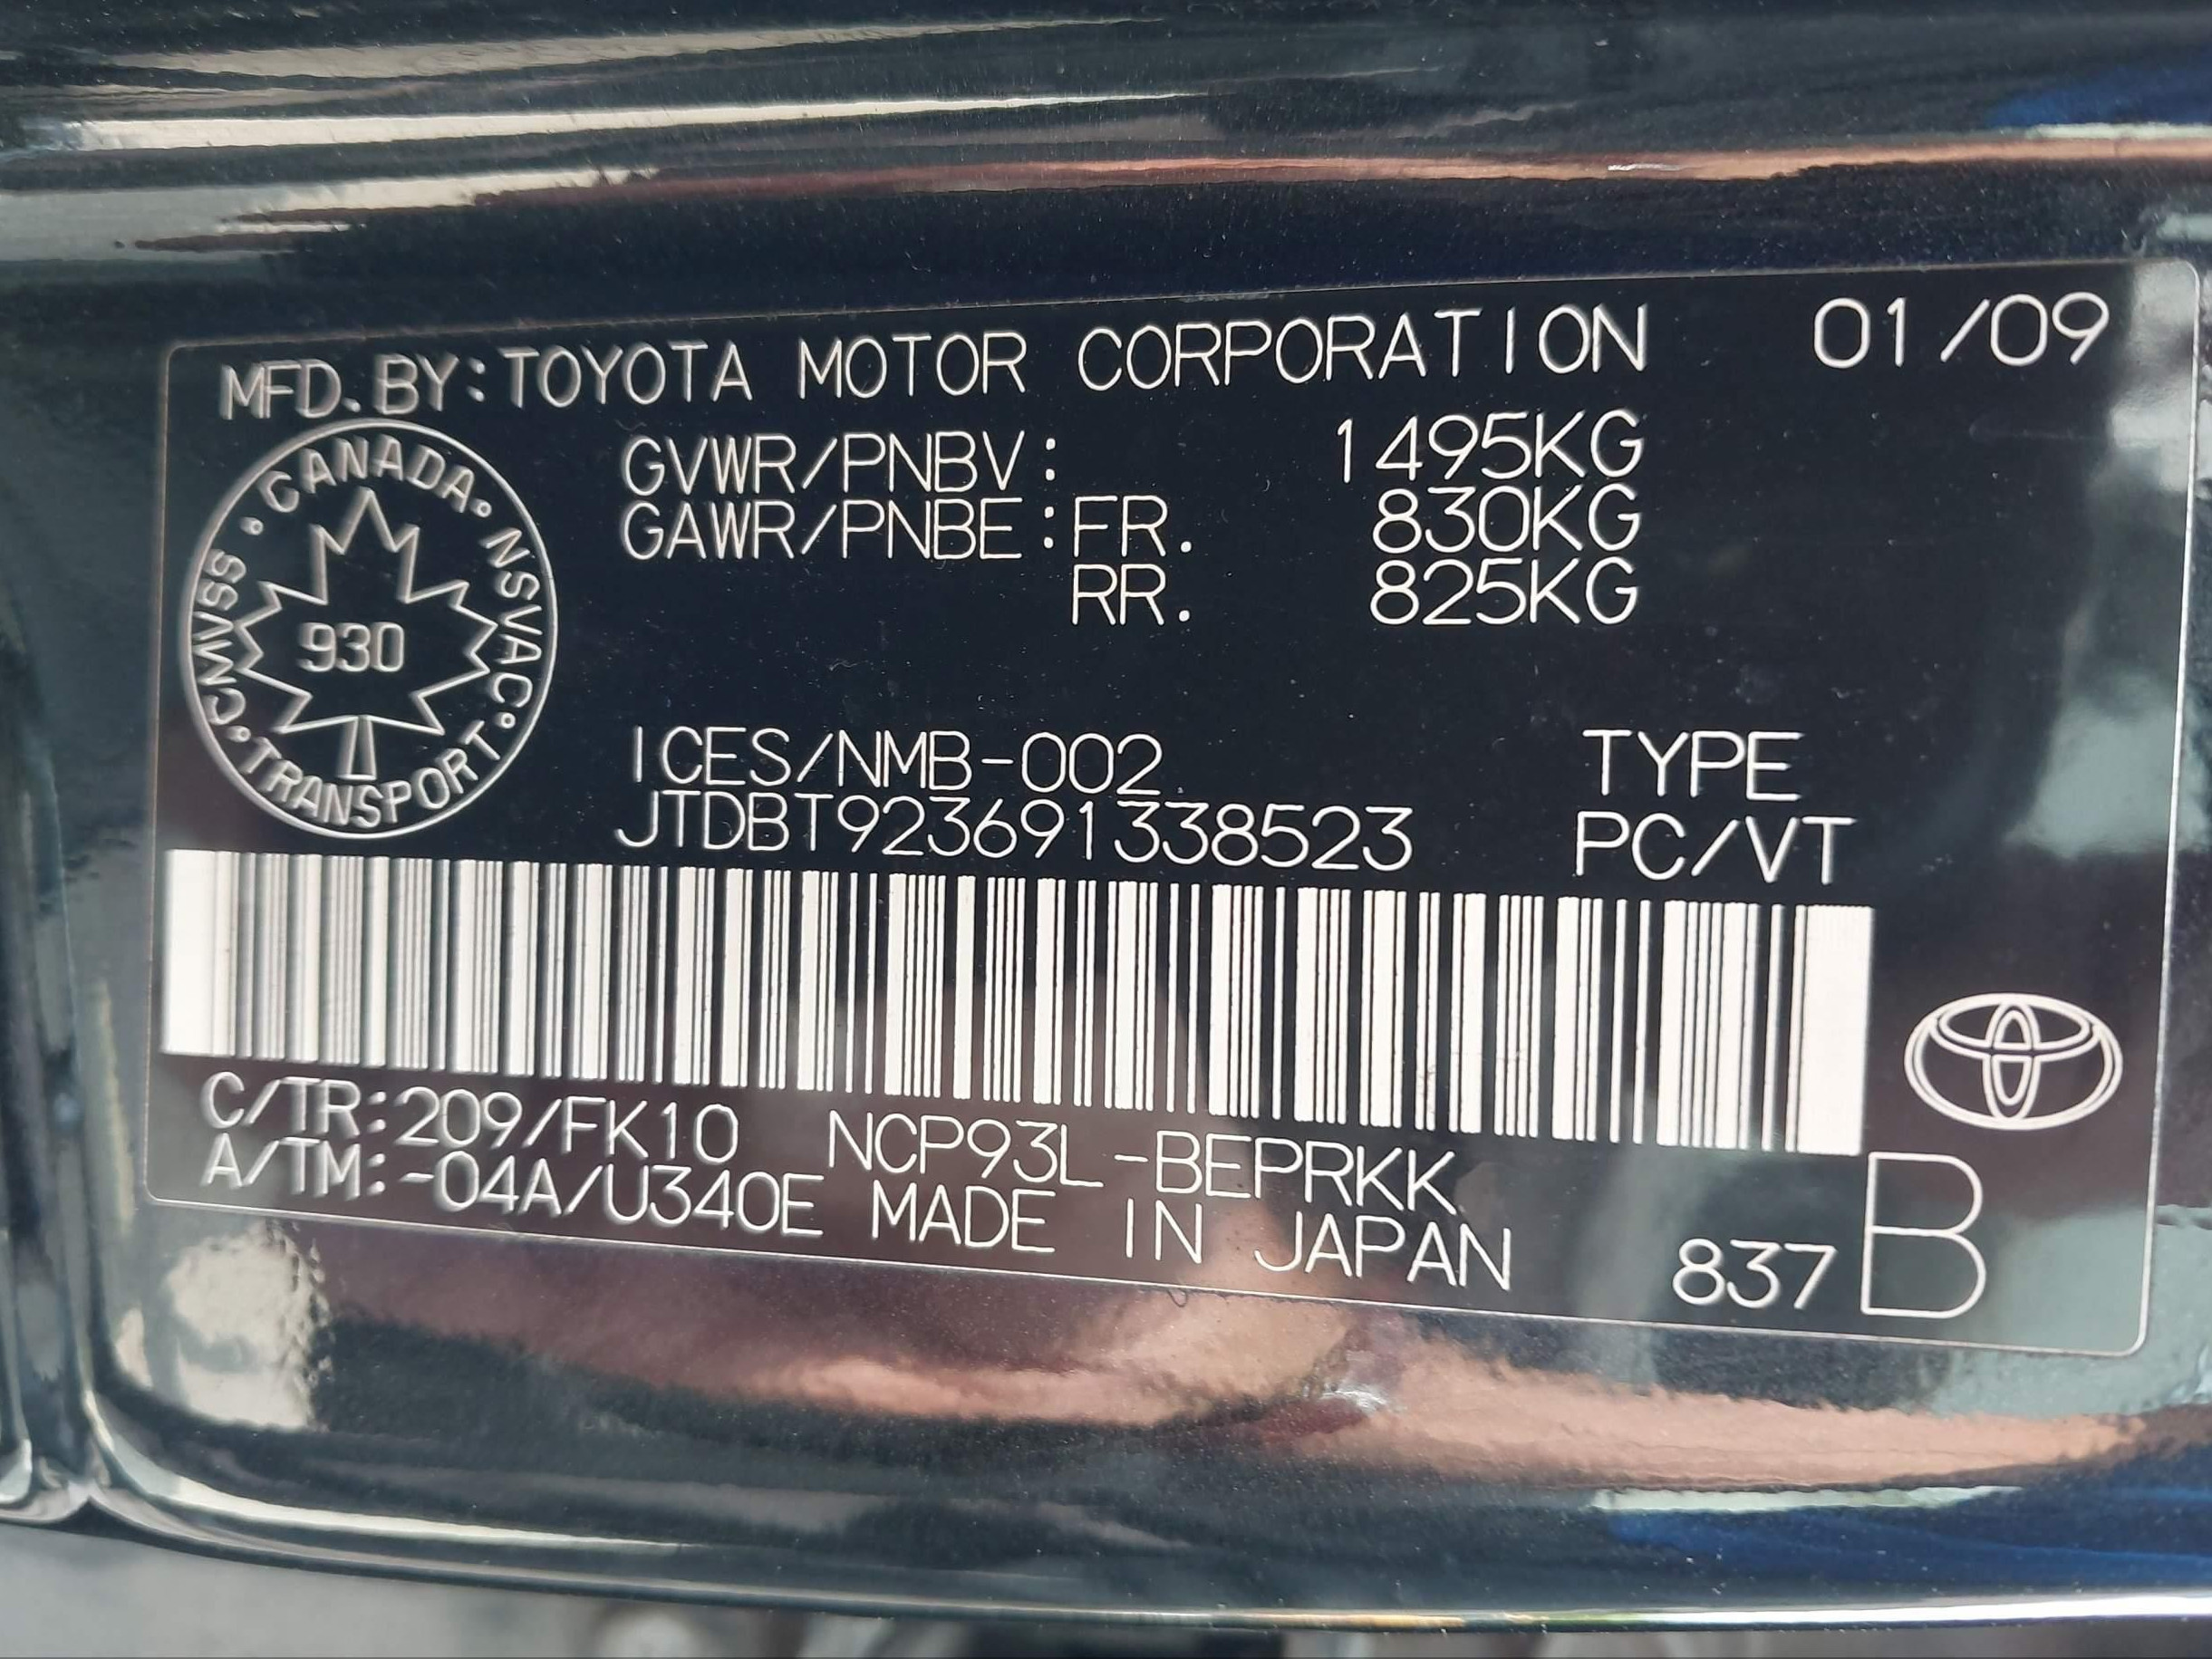 MFD. BY: TOYOTA MOTOR CORPORATION 01/09
GVWR/PNBV: 1495KG
GAWR/PNBE: FR. 830KG
RR. 825KG
CMVSS • CANADA • NSVAC • TRANSPORT
930
ICES/NMB-002 TYPE
JTDBT923691338523 PC/VT
C/TR:209/FK10 NCP93L-BEPRKK
A/TM:-04A/U340E MADE IN JAPAN 837 B